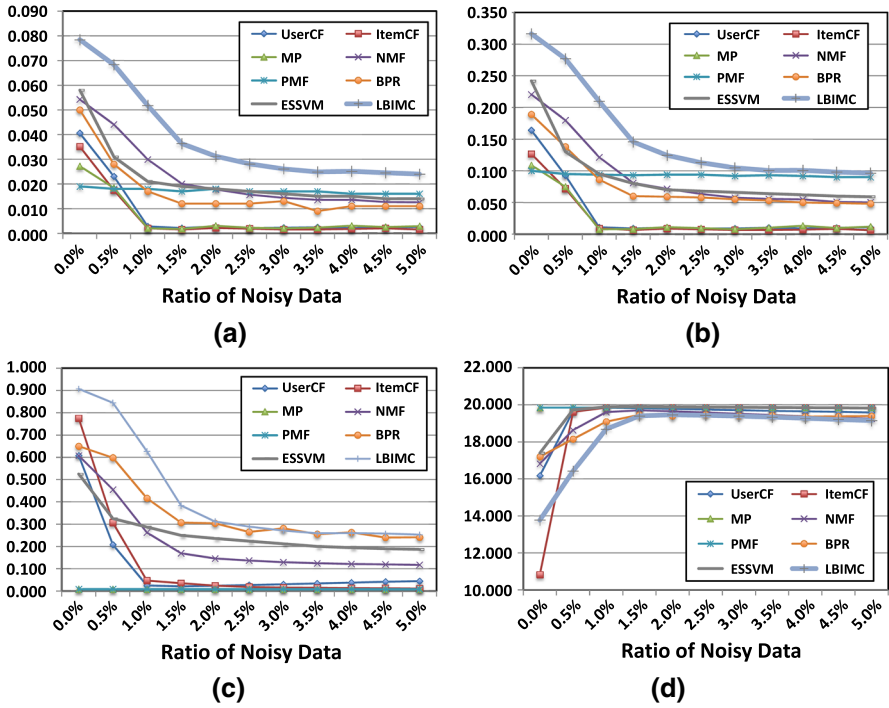 0.090
0.080
0.070
0.060
0.050
0.040
0.030
0.020
0.010
0.000
UserCF ItemCF
MP NMF
PMF BPR
ESSVM LBIMC
0.0% 0.5% 1.0% 1.5% 2.0% 2.5% 3.0% 3.5% 4.0% 4.5% 5.0%
Ratio of Noisy Data
(a)
0.350
0.300
0.250
0.200
0.150
0.100
0.050
0.000
UserCF ItemCF
MP NMF
PMF BPR
ESSVM LBIMC
0.0% 0.5% 1.0% 1.5% 2.0% 2.5% 3.0% 3.5% 4.0% 4.5% 5.0%
Ratio of Noisy Data
(b)
1.000
0.900
0.800
0.700
0.600
0.500
0.400
0.300
0.200
0.100
0.000
UserCF ItemCF
MP NMF
PMF BPR
ESSVM LBIMC
0.0% 0.5% 1.0% 1.5% 2.0% 2.5% 3.0% 3.5% 4.0% 4.5% 5.0%
Ratio of Noisy Data
(c)
22.000
20.000
18.000
16.000
14.000
12.000
10.000
UserCF ItemCF
MP NMF
PMF BPR
ESSVM LBIMC
0.0% 0.5% 1.0% 1.5% 2.0% 2.5% 3.0% 3.5% 4.0% 4.5% 5.0%
Ratio of Noisy Data
(d)